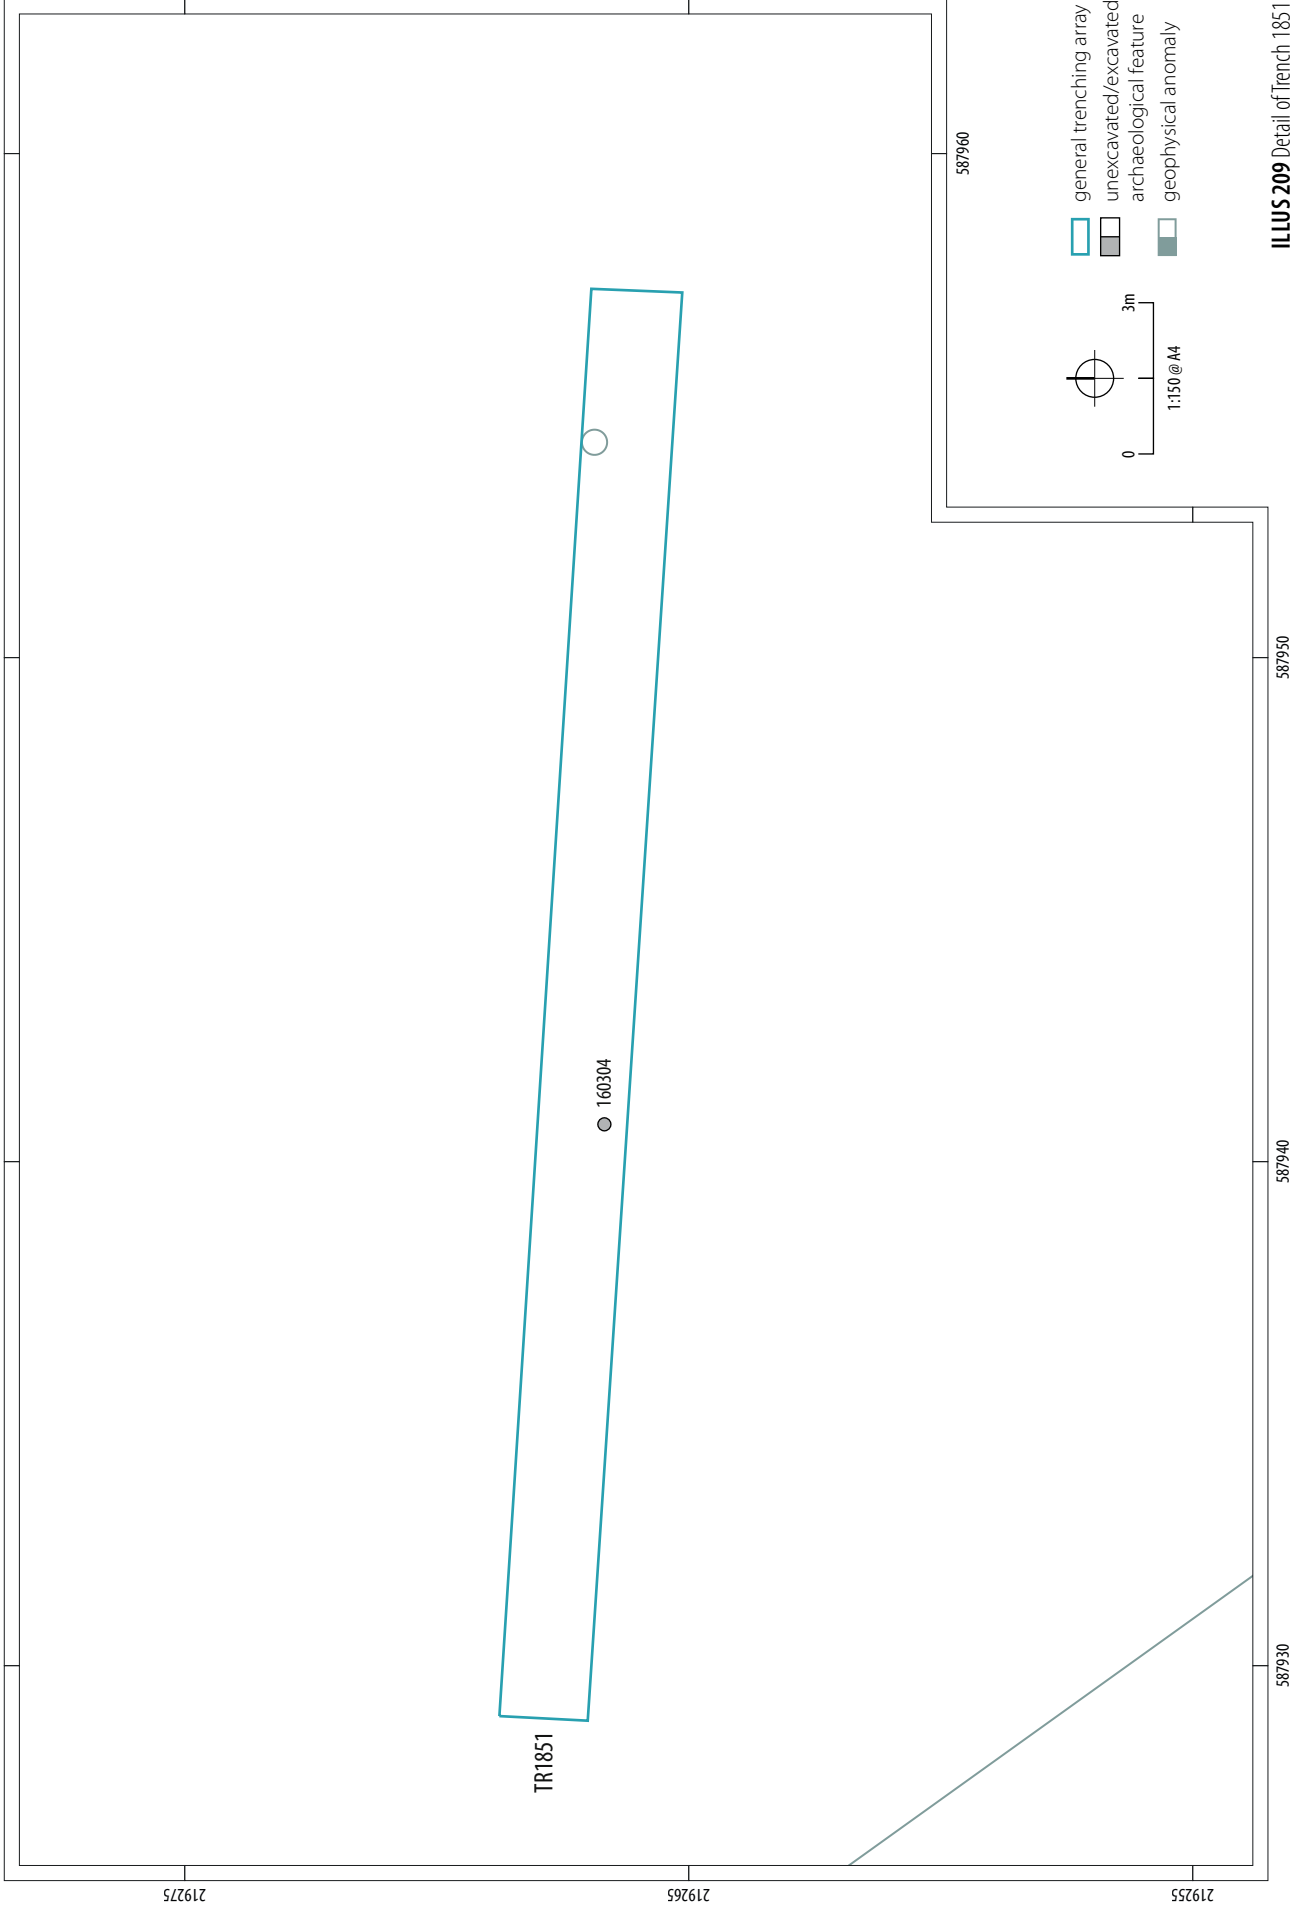 TR1851
160304
219275
219265
219255
587930
587940
587950
587960
general trenching array
unexcavated/excavated
archaeological feature
geophysical anomaly
0
3m
1:150 @ A4
ILLUS 209 Detail of Trench 1851